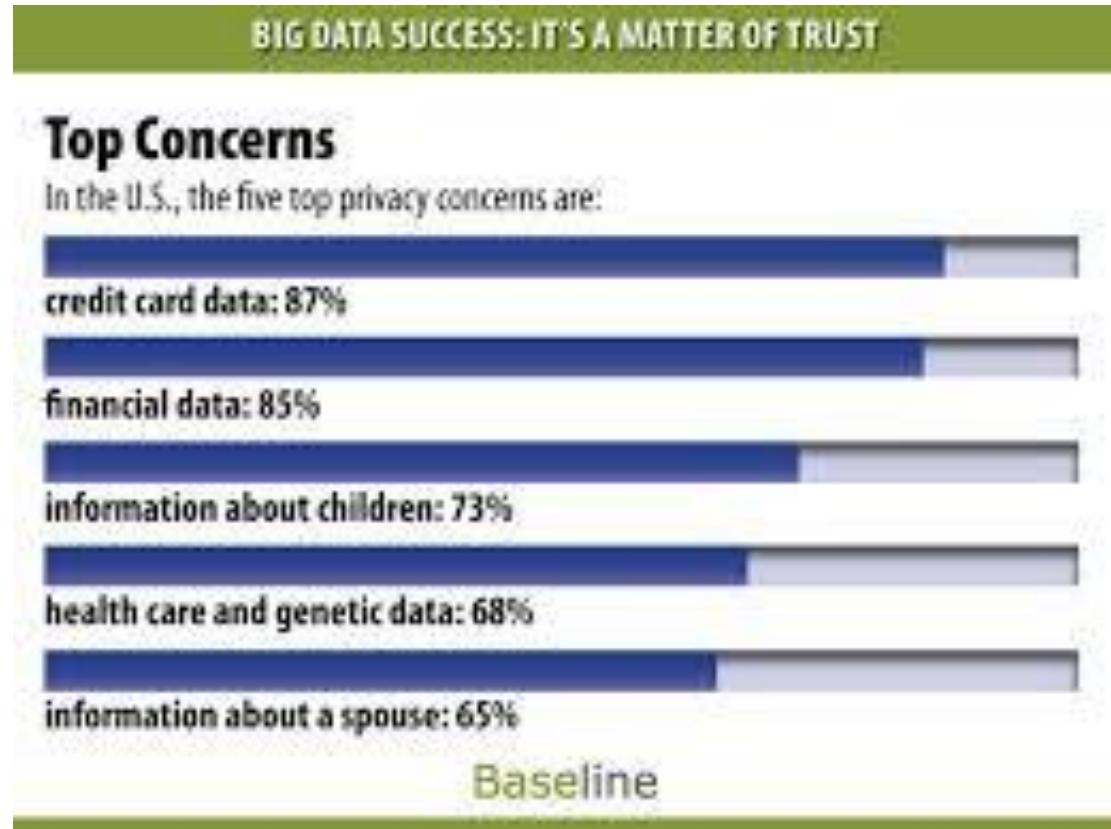 BIG DATA SUCCESS: IT'S A MATTER OF TRUST
Top Concerns
In the U.S., the five top privacy concerns are:
credit card data: 87%
financial data: 85%
information about children: 73%
health care and genetic data: 68%
information about a spouse: 65%
Baseline